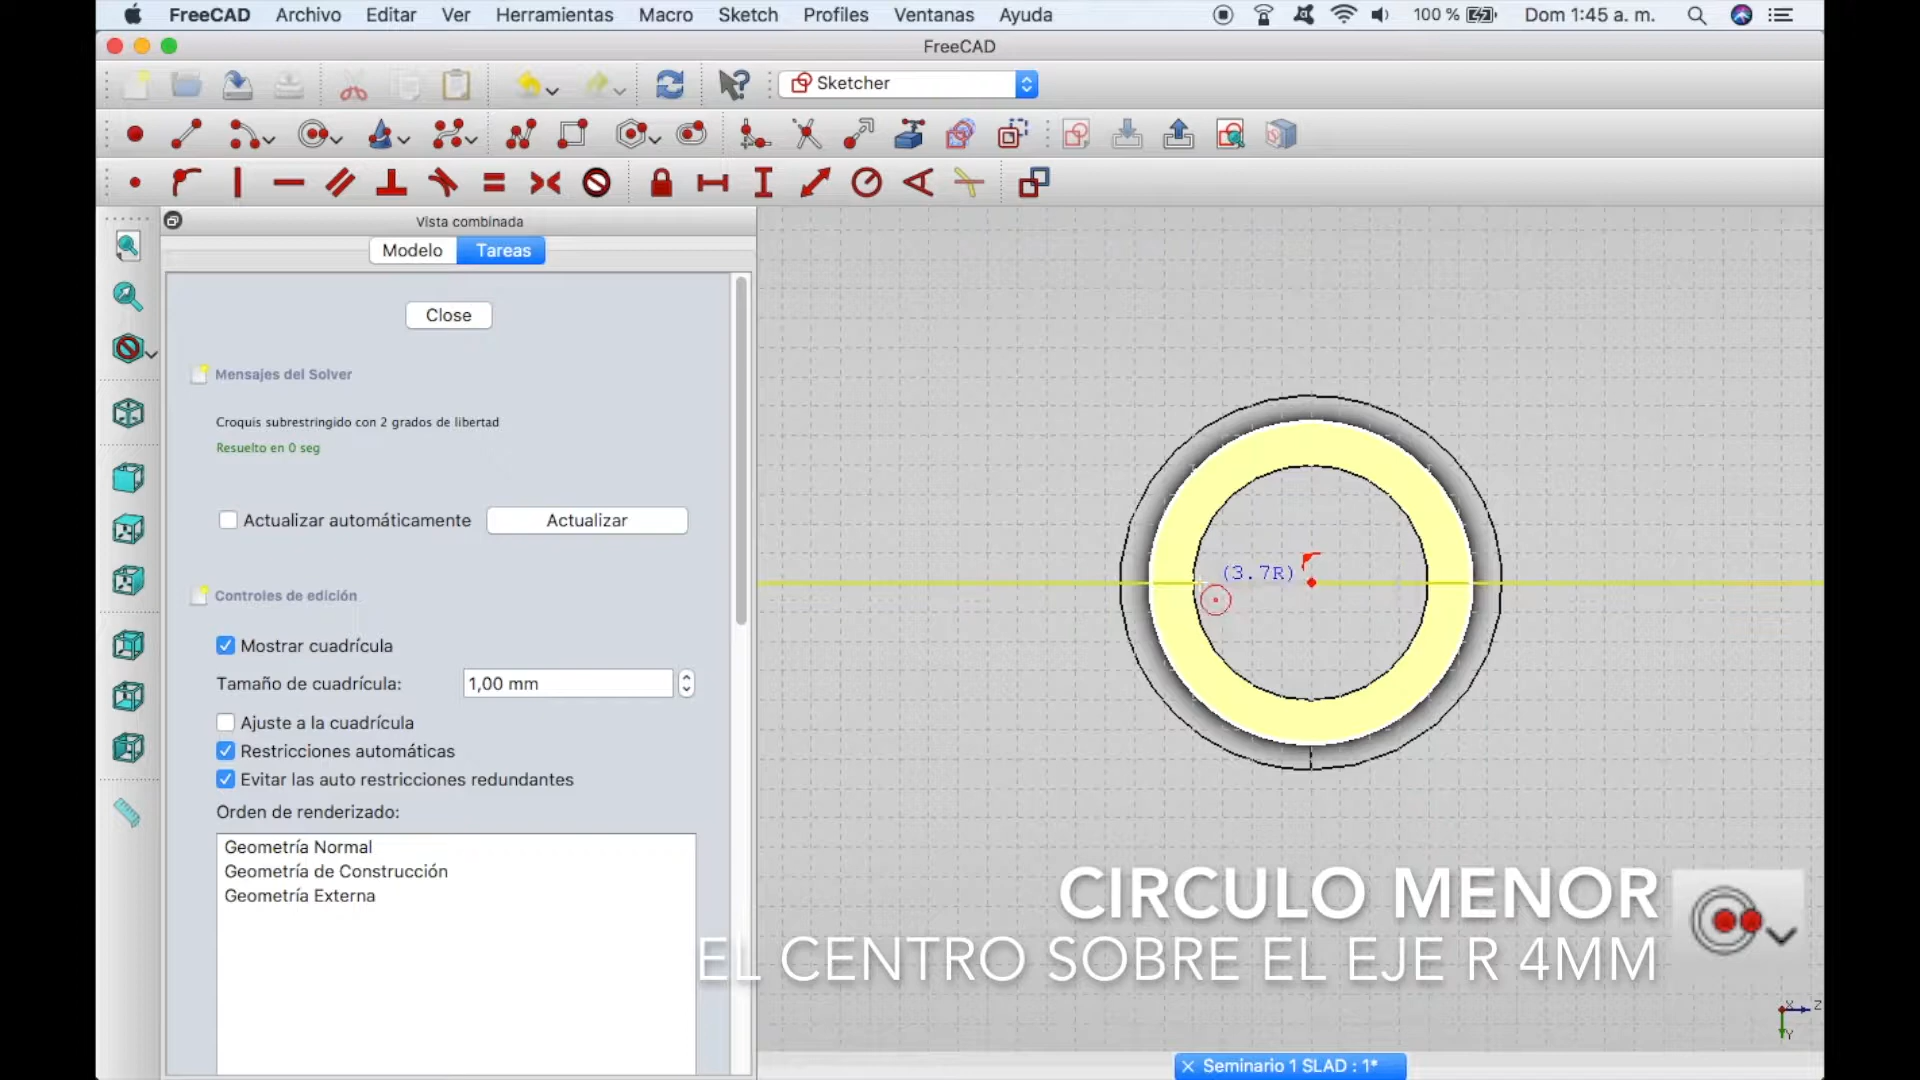 FreeCAD Archivo Editar Ver Herramientas Macro Sketch Profiles Ventanas Ayuda 100 % Dom 1:45 a. m.
FreeCAD
Sketcher
Vista combinada
Modelo Tareas
Close
Mensajes del Solver
Croquis subrestringido con 2 grados de libertad
Resuelto en 0 seg
Actualizar automáticamente Actualizar
Controles de edición
Mostrar cuadrícula
Tamaño de cuadrícula: 1,00 mm
Ajuste a la cuadrícula
Restricciones automáticas
Evitar las auto restricciones redundantes
Orden de renderizado:
Geometría Normal
Geometría de Construcción
Geometría Externa
(3.7R)
CIRCULO MENOR
EL CENTRO SOBRE EL EJE R 4MM
X Z
Y
Seminario 1 SLAD : 1*